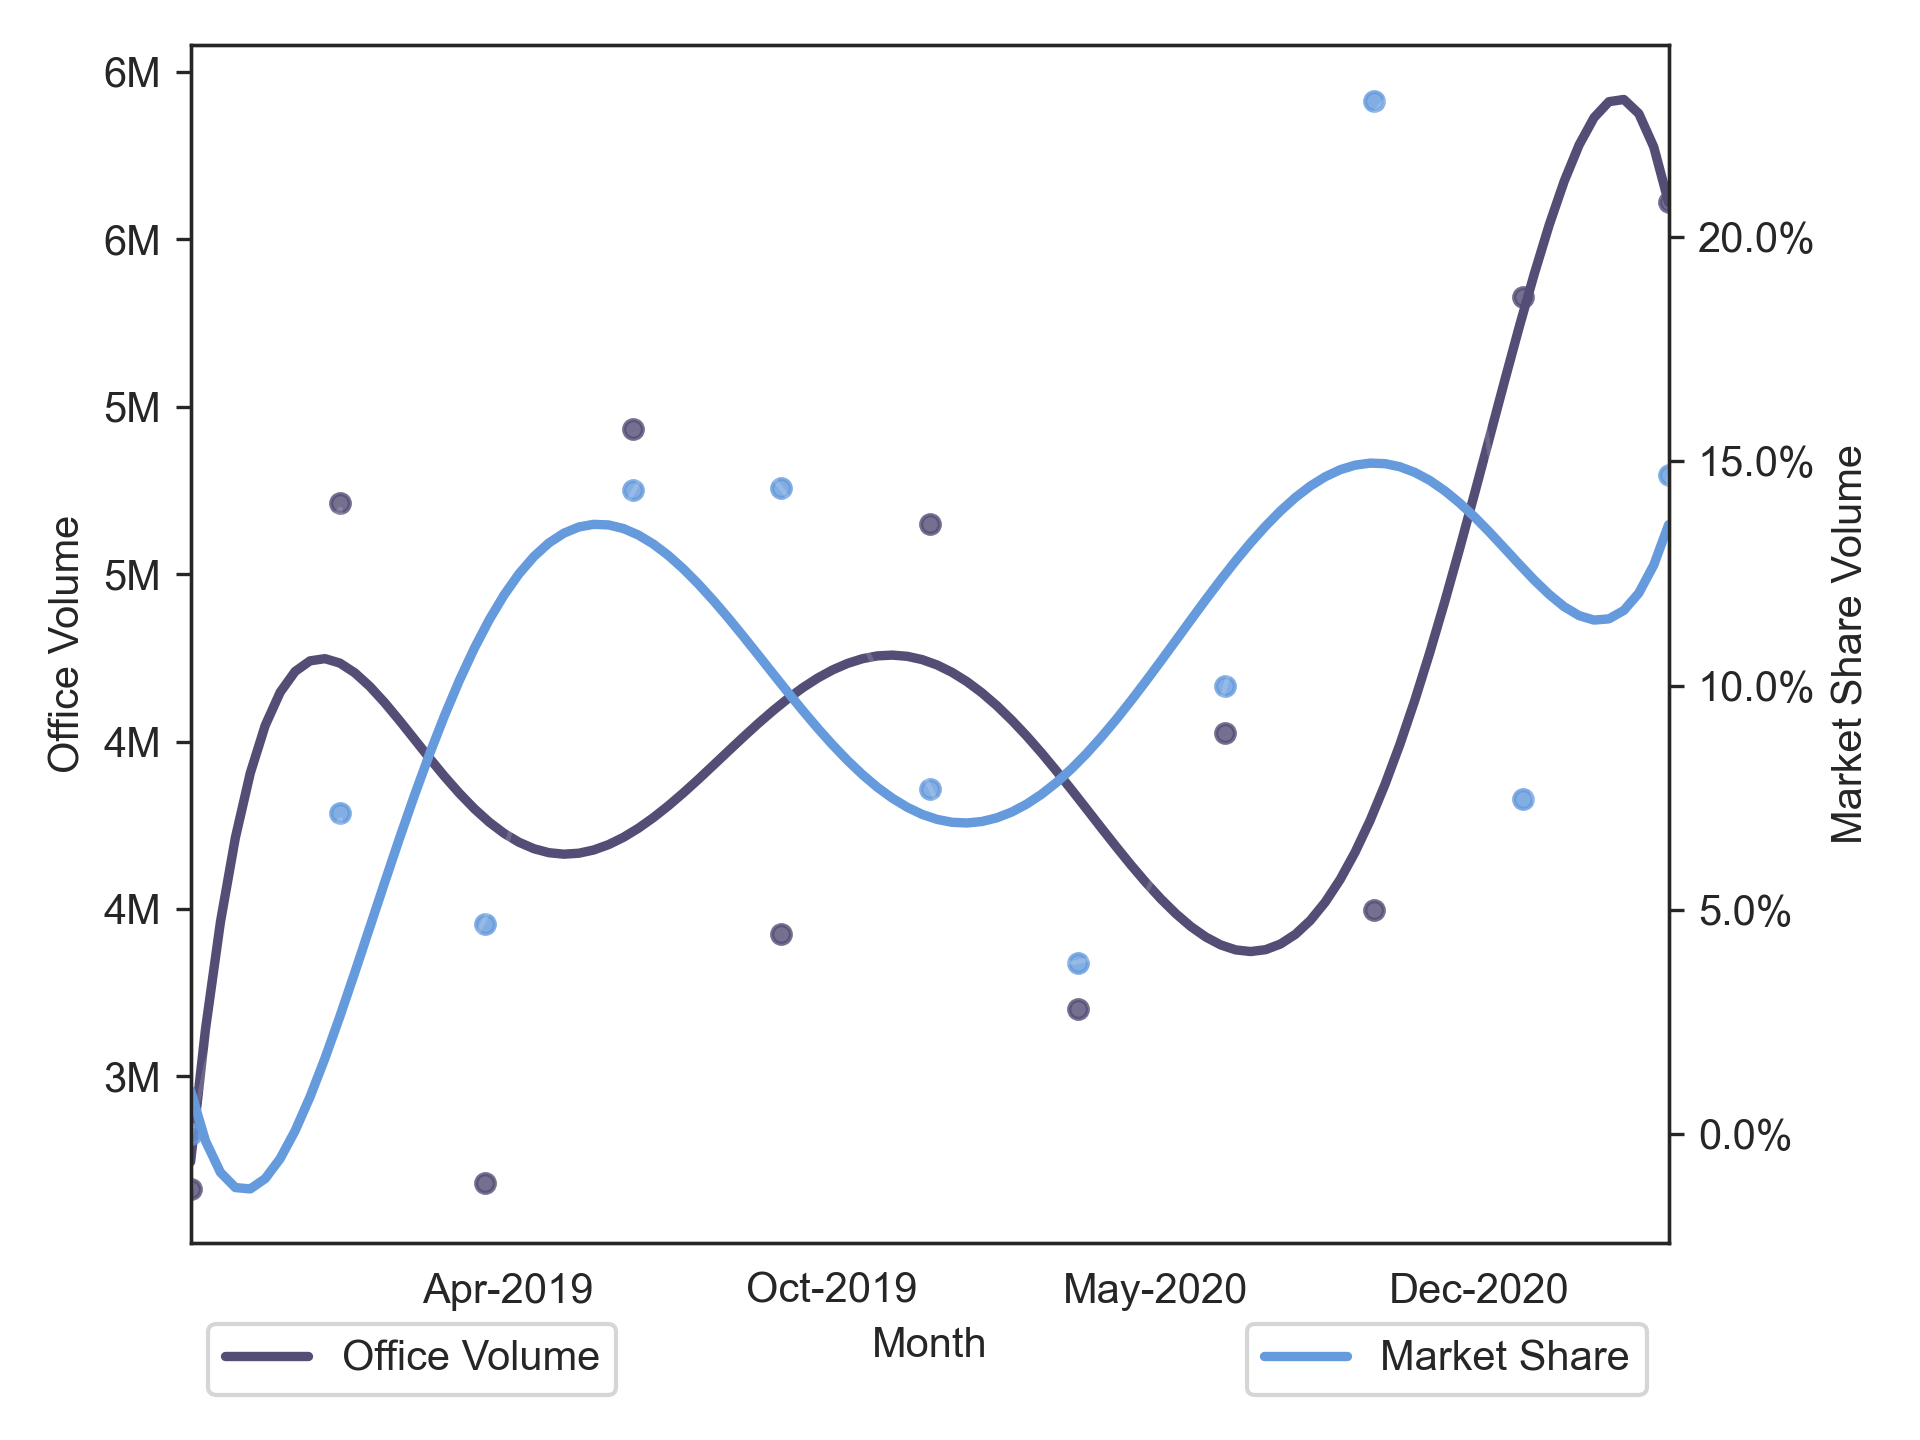 6M
6M
5M
5M
4M
4M
3M
Office Volume
20.0%
15.0%
10.0%
5.0%
0.0%
Market Share Volume
Apr-2019
Oct-2019
May-2020
Dec-2020
Month
Office Volume
Market Share